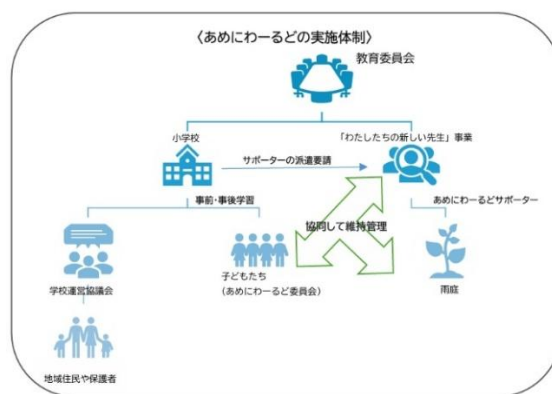 〈あめにわーるどの実施体制〉
教育委員会
小学校
「わたしたちの新しい先生」事業
サポーターの派遣要請
事前・事後学習
あめにわーるどサポーター
協同して維持管理
学校運営協議会
子どもたち
(あめにわーるど委員会)
雨庭
地域住民や保護者